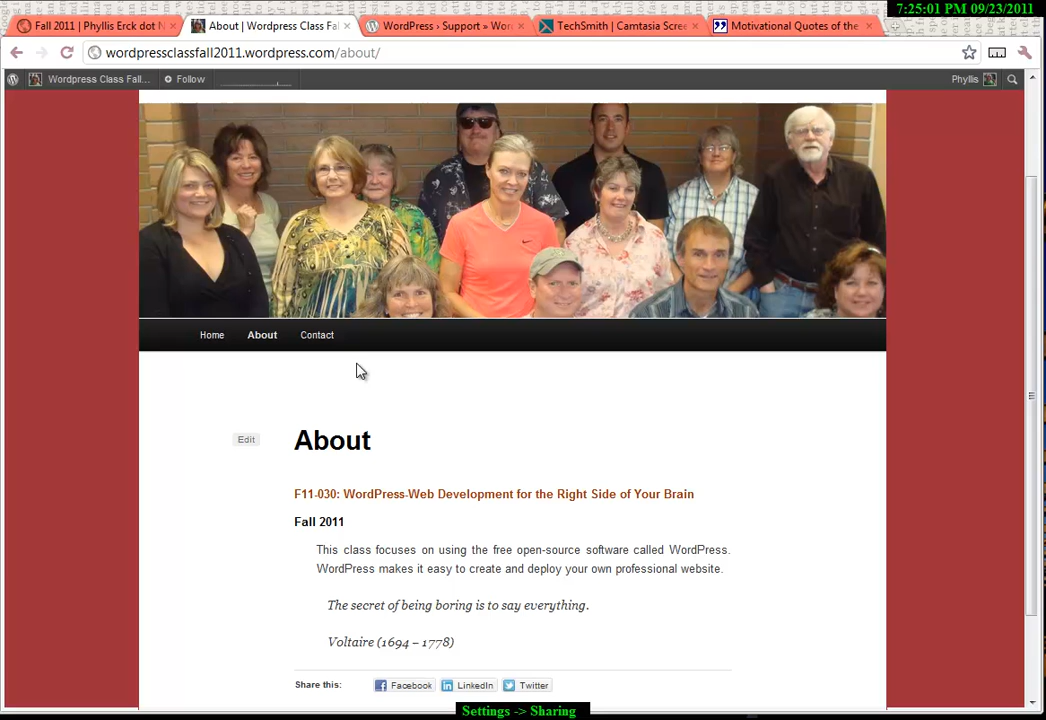 7:25:01 PM 09/23/2011
Fall 2011 | Phyllis Erck dot N
About | Wordpress Class Fal
WordPress › Support » Wor
TechSmith | Camtasia Scree
Motivational Quotes of the
wordpressclassfall2011.wordpress.com/about/
Wordpress Class Fall...
Follow
Phyllis
Home
About
Contact
Edit
About
F11-030: WordPress-Web Development for the Right Side of Your Brain
Fall 2011
This class focuses on using the free open-source software called WordPress.
WordPress makes it easy to create and deploy your own professional website.
The secret of being boring is to say everything.
Voltaire (1694 – 1778)
Share this:
Facebook
LinkedIn
Twitter
Settings -> Sharing